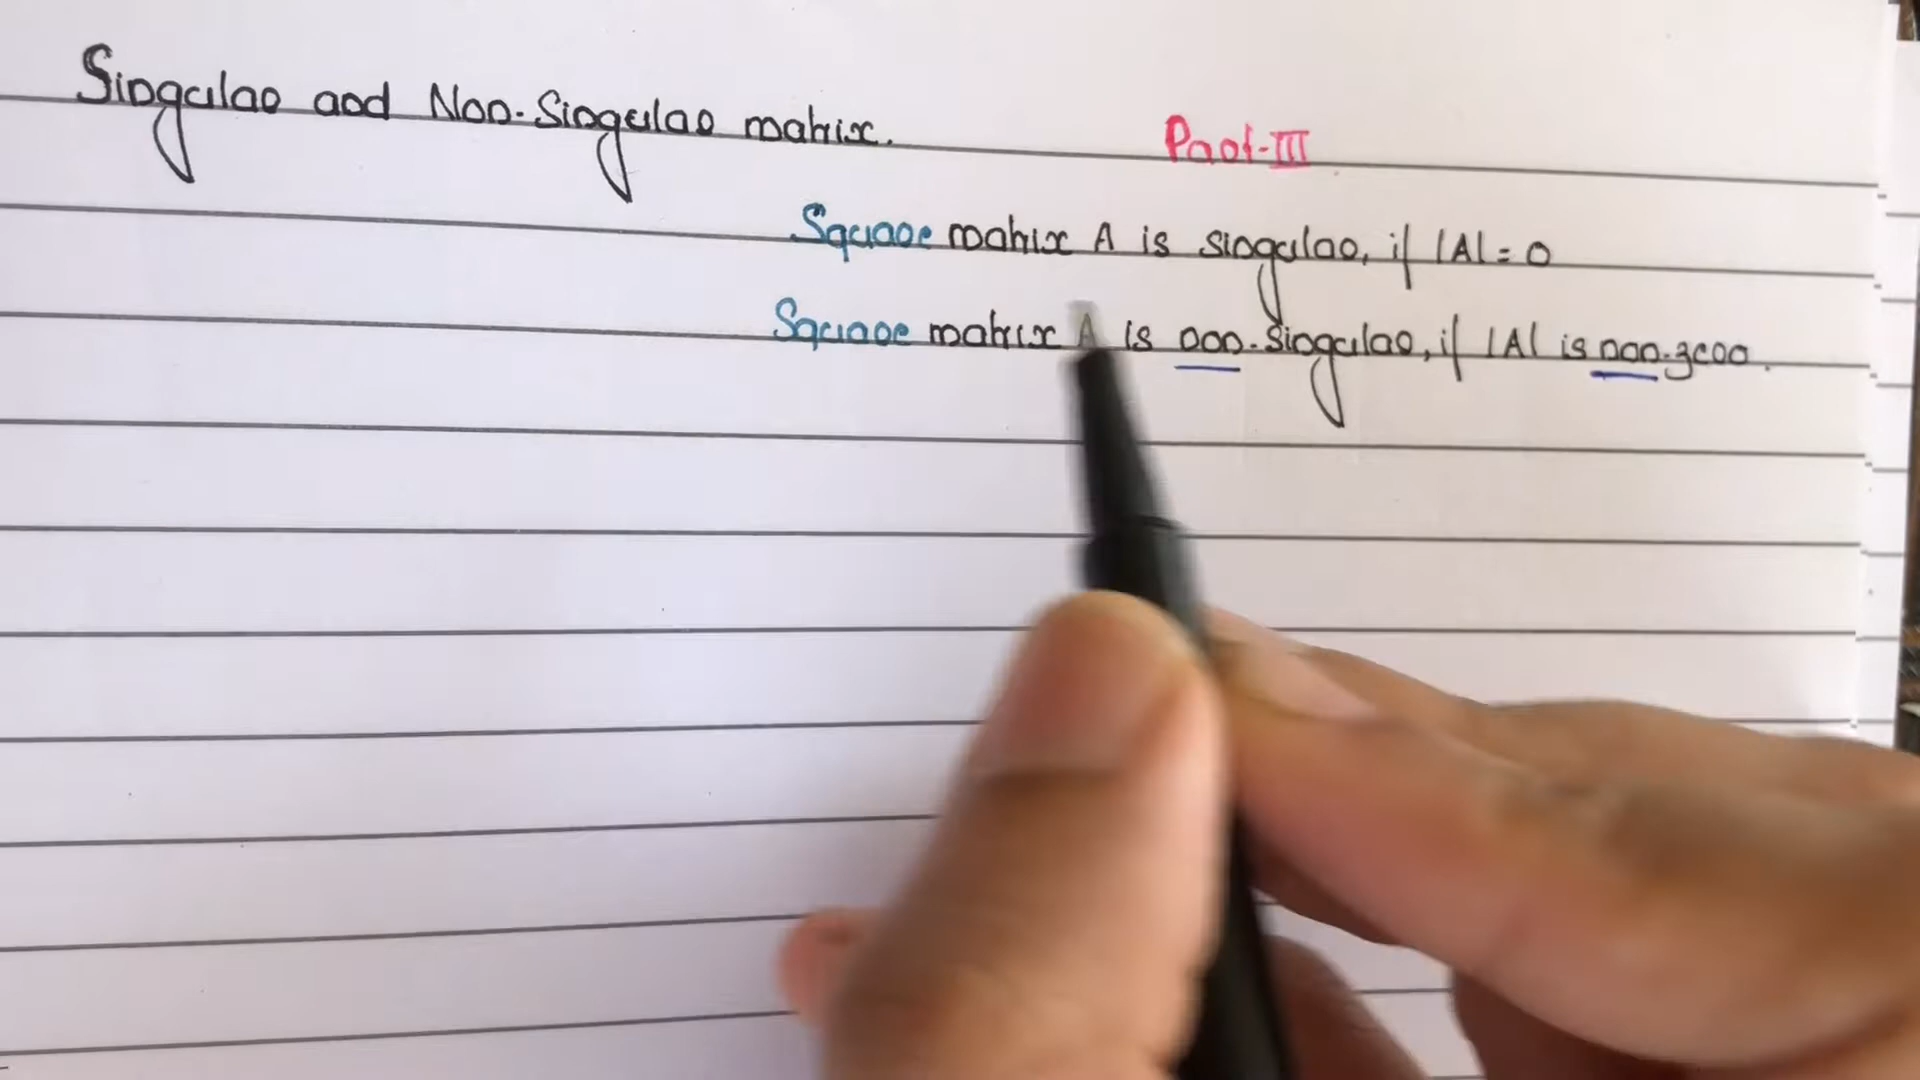 Singular and Non-Singular matrix.
Part-III
Square matrix A is singular, if |A| = 0
Square matrix A is non-singular, if |A| is non-zero.